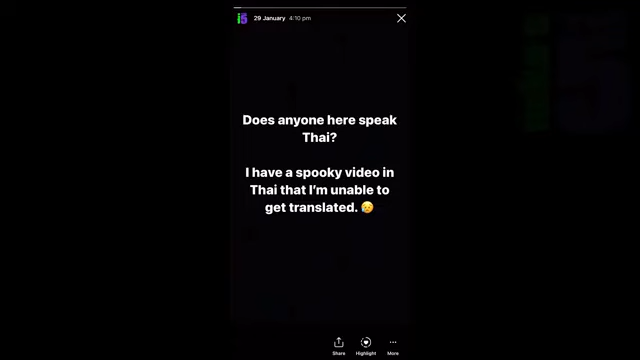 i5 29 January 4:10 pm
Does anyone here speak
Thai?
I have a spooky video in
Thai that I'm unable to
get translated. 😥
Share Highlight More